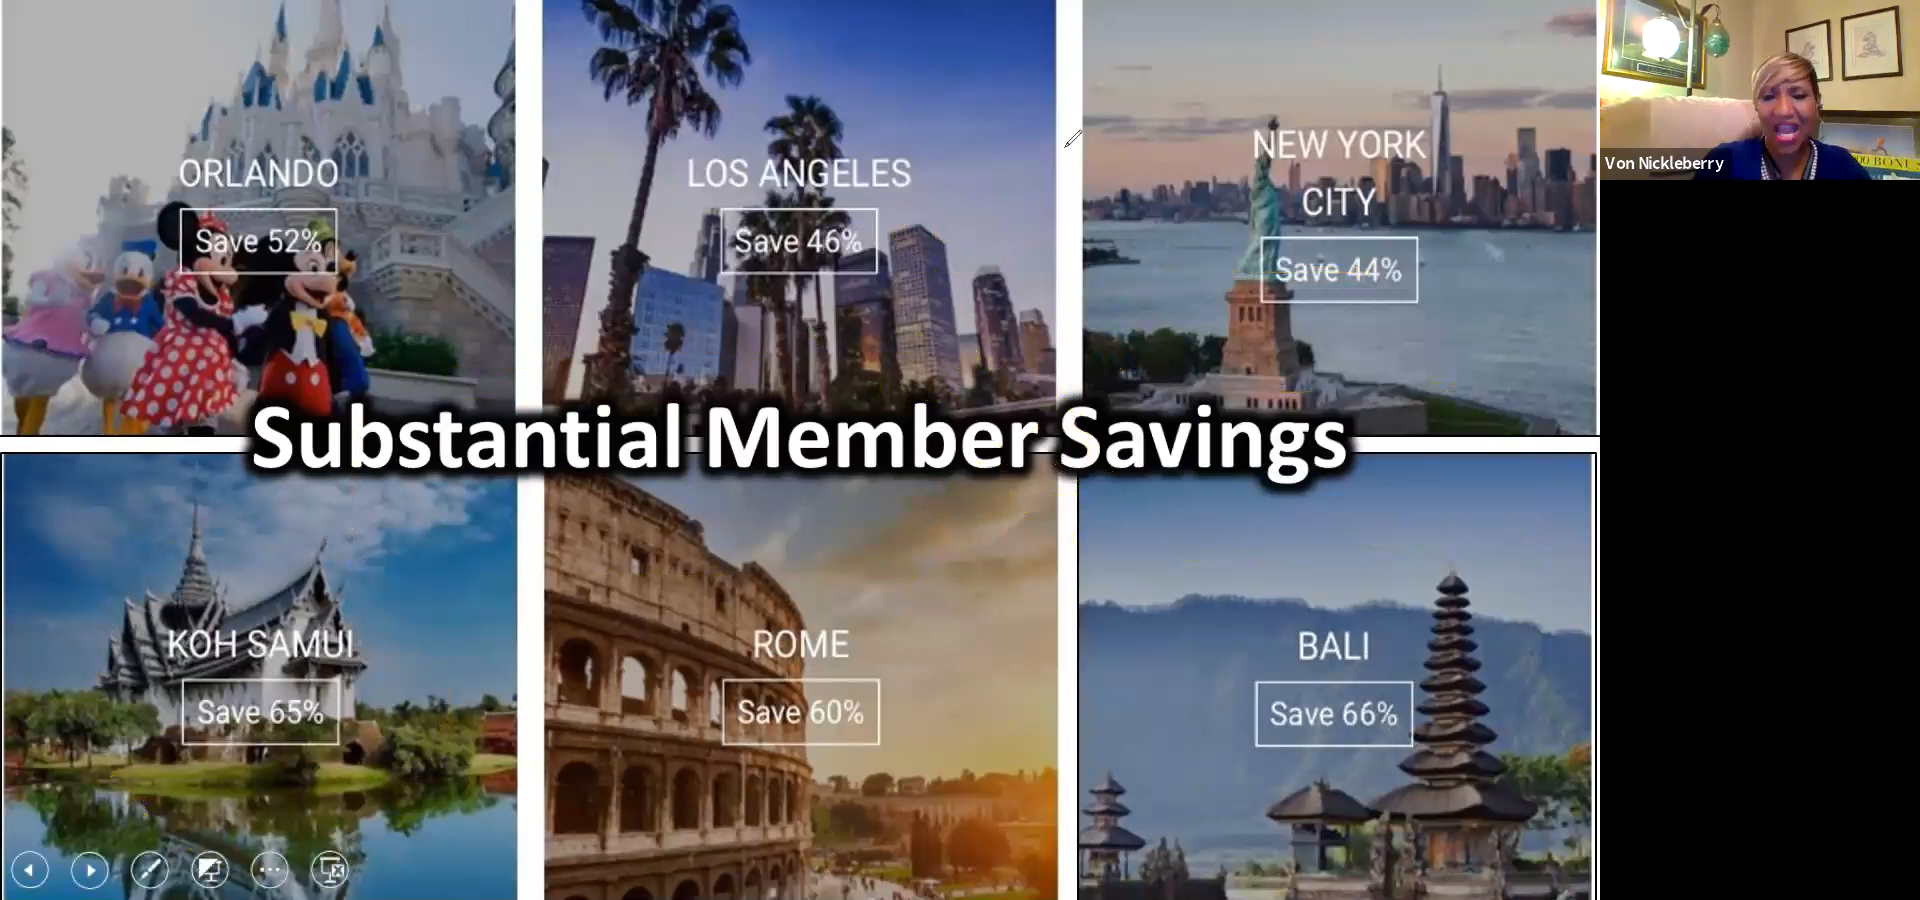 ORLANDO
Save 52%
LOS ANGELES
Save 46%
NEW YORK
CITY
Save 44%
Von Nickleberry
Substantial Member Savings
KOH SAMUI
Save 65%
ROME
Save 60%
BALI
Save 66%